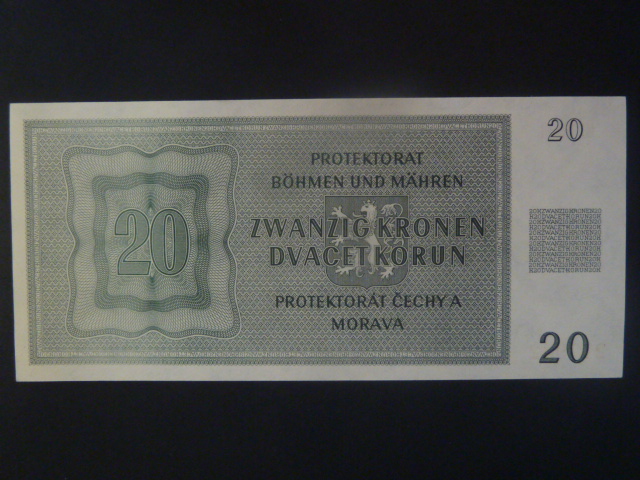 20
PROTEKTORAT
BÖHMEN UND MÄHREN
20
ZWANZIG KRONEN
DVACET KORUN
PROTEKTORÁT ČECHY A
MORAVA
20